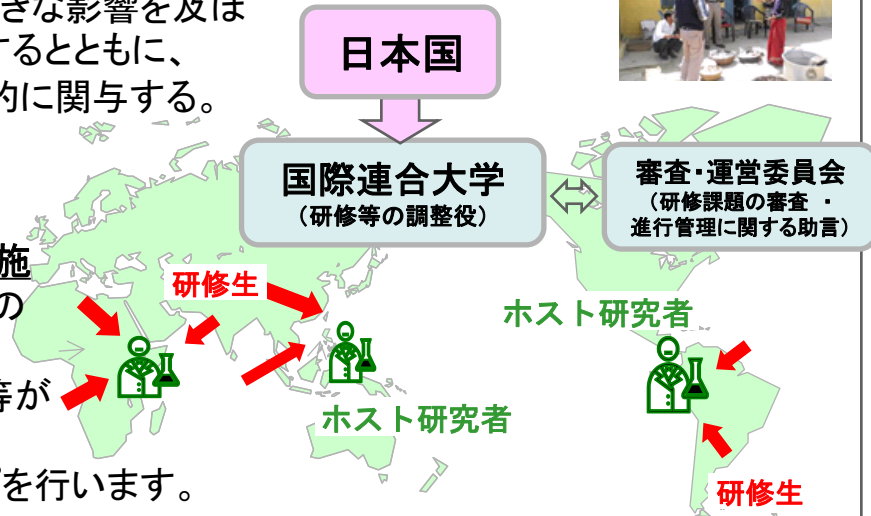 きな影響を及ぼ
するとともに、
的に関与する。
日本国
国際連合大学
（研修等の調整役）
審査・運営委員会
（研修課題の審査　・
進行管理に関する助言）
施
の
等が
を行います。
研修生
ホスト研究者
ホスト研究者
研修生